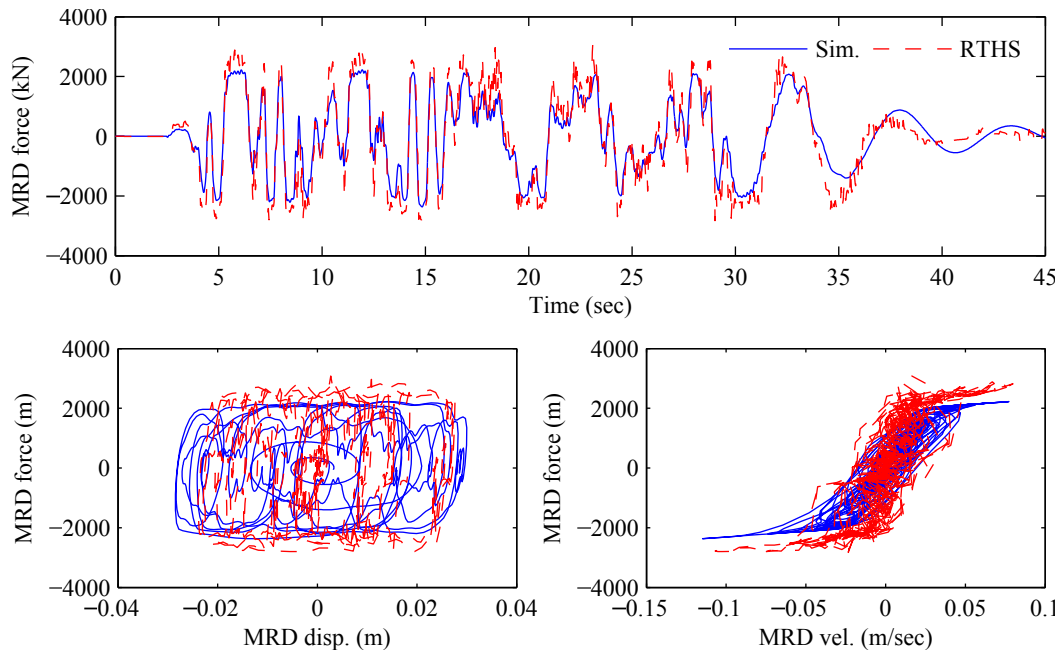 4000
2000
0
−2000
−4000
MRD force (kN)
Sim.
RTHS
0 5 10 15 20 25 30 35 40 45
Time (sec)
4000
2000
0
−2000
−4000
MRD force (m)
−0.04 −0.02 0 0.02 0.04
MRD disp. (m)
4000
2000
0
−2000
−4000
MRD force (m)
−0.15 −0.1 −0.05 0 0.05 0.1
MRD vel. (m/sec)